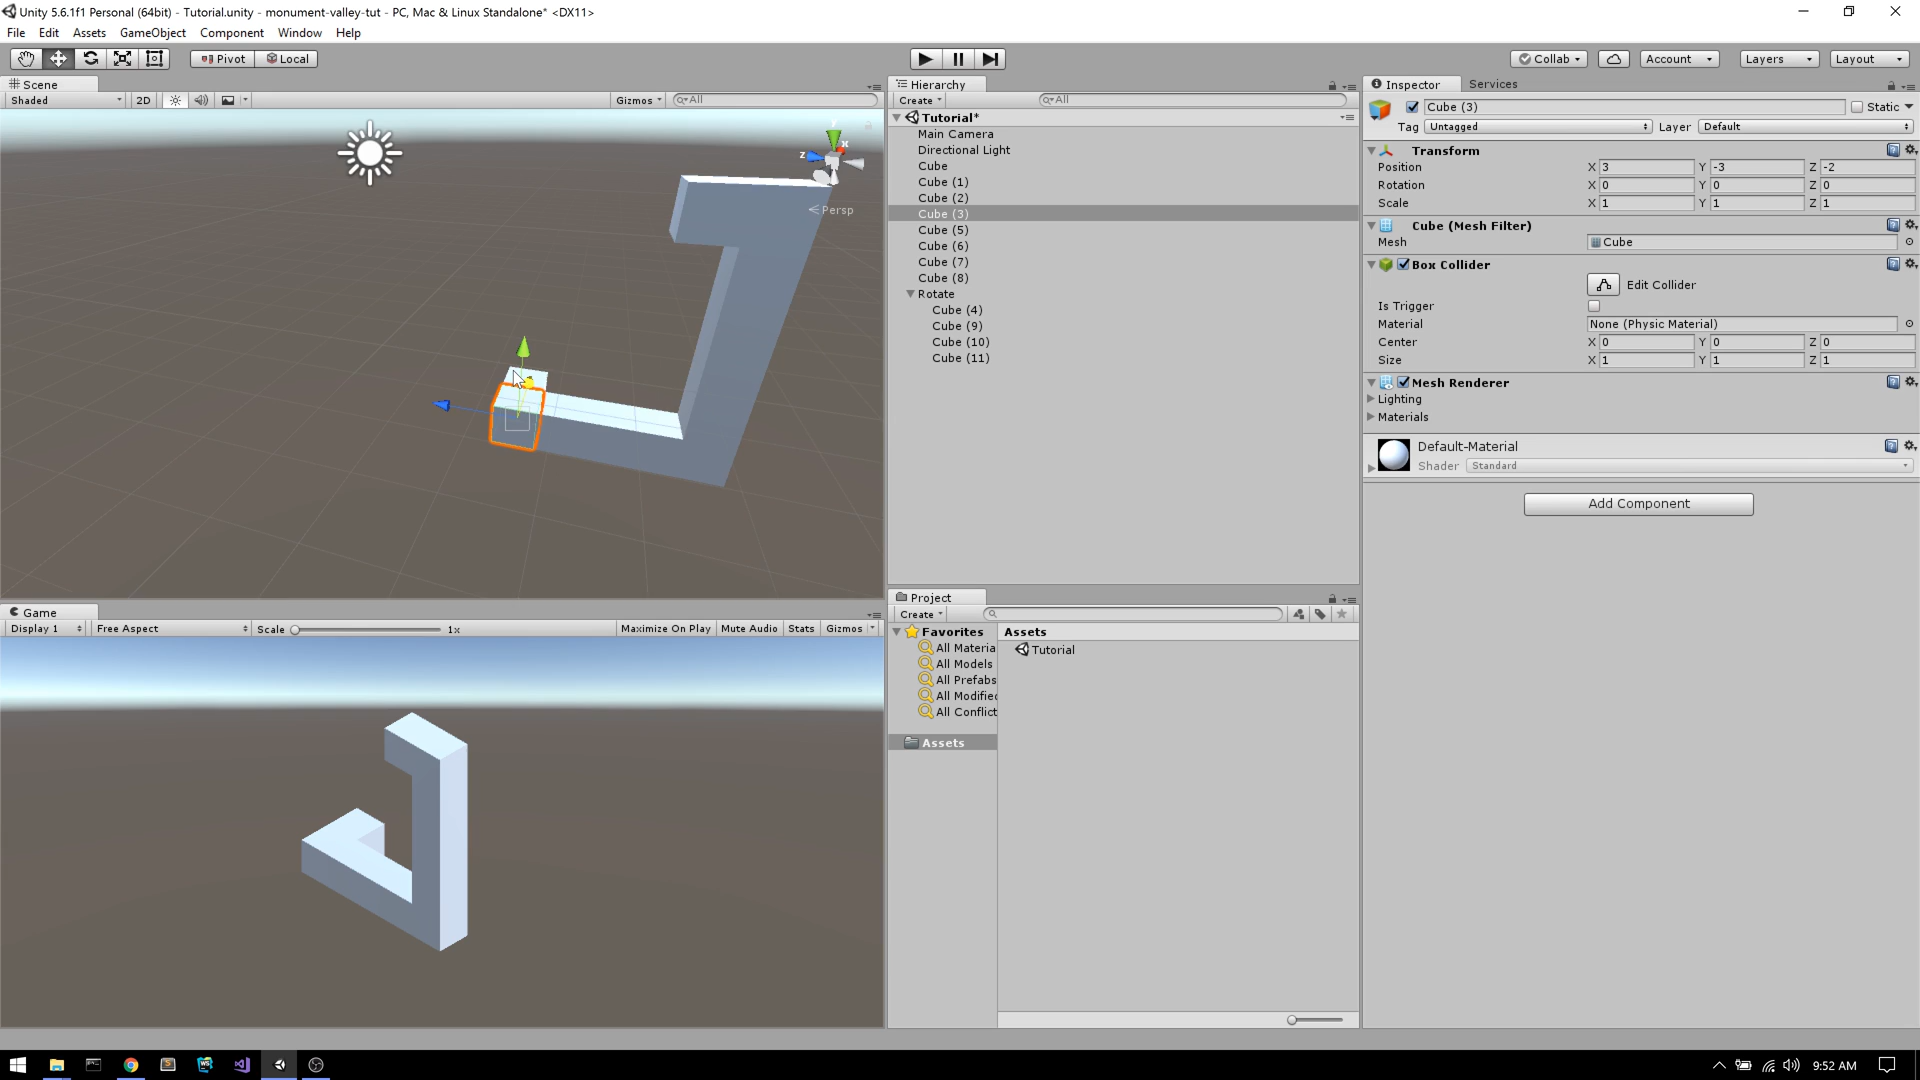 Unity 5.6.1f1 Personal (64bit) - Tutorial.unity - monument-valley-tut - PC, Mac & Linux Standalone* <DX11>
File Edit Assets GameObject Component Window Help
Pivot Local Collab Account Layers Layout
Scene
Shaded 2D Gizmos All
y
x
z
Persp
Hierarchy
Create All
Tutorial*
Main Camera
Directional Light
Cube
Cube (1)
Cube (2)
Cube (3)
Cube (5)
Cube (6)
Cube (7)
Cube (8)
Rotate
Cube (4)
Cube (9)
Cube (10)
Cube (11)
Inspector Services
Cube (3) Static
Tag Untagged Layer Default
Transform
Position X 3 Y -3 Z -2
Rotation X 0 Y 0 Z 0
Scale X 1 Y 1 Z 1
Cube (Mesh Filter)
Mesh Cube
Box Collider
Edit Collider
Is Trigger
Material None (Physic Material)
Center X 0 Y 0 Z 0
Size X 1 Y 1 Z 1
Mesh Renderer
Lighting
Materials
Default-Material
Shader Standard
Add Component
Game
Display 1 Free Aspect Scale 1x Maximize On Play Mute Audio Stats Gizmos
Project
Create
Favorites
All Materia
All Models
All Prefabs
All Modified
All Conflict
Assets
Assets
Tutorial
9:52 AM